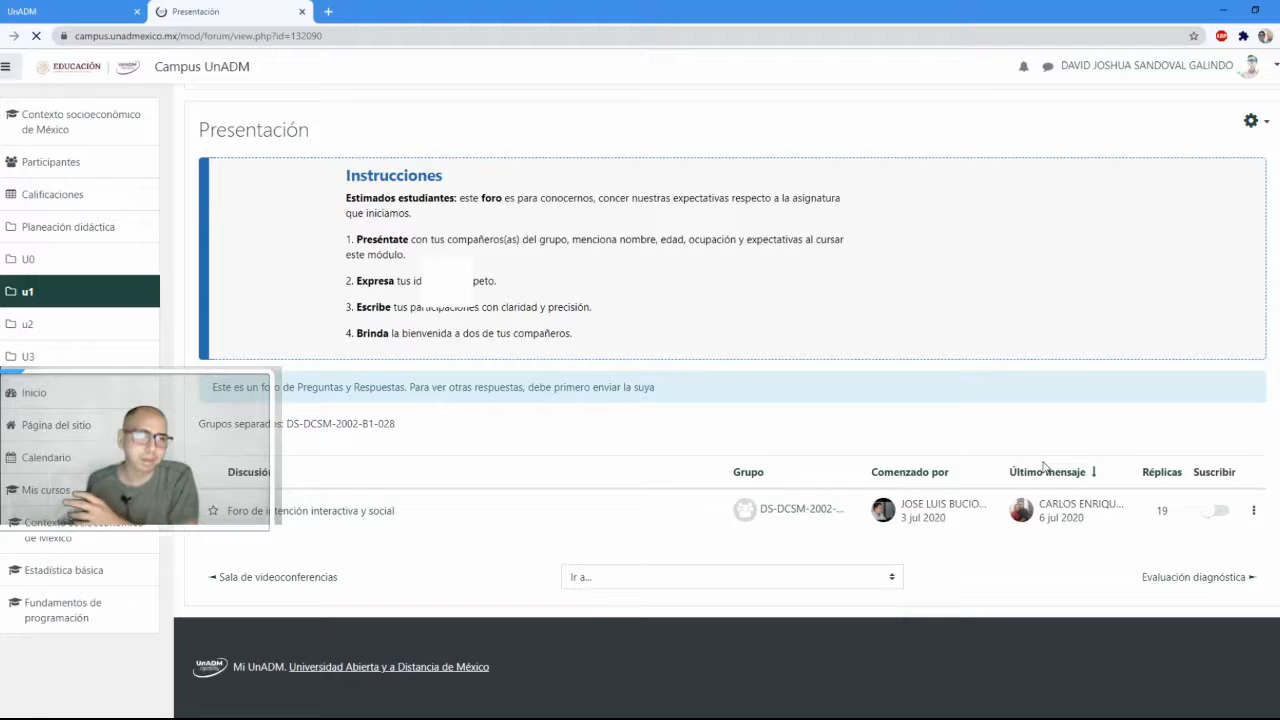 UnADM
Presentación
campus.unadmexico.mx/mod/forum/view.php?id=132090
ABP
EDUCACIÓN
Campus UnADM
DAVID JOSHUA SANDOVAL GALINDO
Contexto socioeconómico
de México
Participantes
Calificaciones
Planeación didáctica
U0
u1
u2
U3
Inicio
Página del sitio
Calendario
Mis cursos
Contexto socioeconómico
de México
Estadística básica
Fundamentos de
programación
Presentación
Instrucciones
Estimados estudiantes: este foro es para conocernos, concer nuestras expectativas respecto a la asignatura
que iniciamos.
1. Preséntate con tus compañeros(as) del grupo, menciona nombre, edad, ocupación y expectativas al cursar
este módulo.
2. Expresa tus id peto.
3. Escribe tus participaciones con claridad y precisión.
4. Brinda la bienvenida a dos de tus compañeros.
Este es un foro de Preguntas y Respuestas. Para ver otras respuestas, debe primero enviar la suya
Grupos separados: DS-DCSM-2002-B1-028
Discusión Grupo Comenzado por Último mensaje ↓ Réplicas Suscribir
Foro de intención interactiva y social DS-DCSM-2002-... JOSE LUIS BUCIO... CARLOS ENRIQU... 19
3 jul 2020 6 jul 2020
◄ Sala de videoconferencias Ir a... Evaluación diagnóstica ►
UnADM Mi UnADM. Universidad Abierta y a Distancia de México